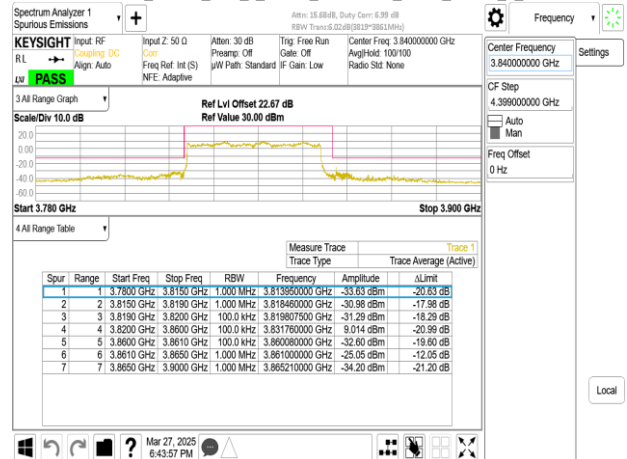 Spectrum Analyzer 1
Spurious Emissions
Attn: 15.68dB, Duty Corr: 6.99 dB
RBW Trans:6.02dB(3819~3861MHz)
Frequency
KEYSIGHT
RL
LXI PASS
Input: RF
Coupling: DC
Align: Auto
Input Z: 50 Ω
Corr
Freq Ref: Int (S)
NFE: Adaptive
Atten: 30 dB
Preamp: Off
µW Path: Standard
Trig: Free Run
Gate: Off
IF Gain: Low
Center Freq: 3.840000000 GHz
Avg|Hold: 100/100
Radio Std: None
Center Frequency
3.840000000 GHz
Settings
CF Step
4.399000000 GHz
Auto
Man
Freq Offset
0 Hz
Local
3 All Range Graph
Scale/Div 10.0 dB
Ref Lvl Offset 22.67 dB
Ref Value 30.00 dBm
20.0
0.00
-20.0
-40.0
-60.0
Start 3.780 GHz
Stop 3.900 GHz
4 All Range Table
Measure Trace Trace 1
Trace Type Trace Average (Active)
Spur Range Start Freq Stop Freq RBW Frequency Amplitude ΔLimit
1 1 3.7800 GHz 3.8150 GHz 1.000 MHz 3.813950000 GHz -33.63 dBm -20.63 dB
2 2 3.8150 GHz 3.8190 GHz 1.000 MHz 3.818460000 GHz -30.98 dBm -17.98 dB
3 3 3.8190 GHz 3.8200 GHz 100.0 kHz 3.819807500 GHz -31.29 dBm -18.29 dB
4 4 3.8200 GHz 3.8600 GHz 100.0 kHz 3.831760000 GHz 9.014 dBm -20.99 dB
5 5 3.8600 GHz 3.8610 GHz 100.0 kHz 3.860080000 GHz -32.60 dBm -19.60 dB
6 6 3.8610 GHz 3.8650 GHz 1.000 MHz 3.861000000 GHz -25.05 dBm -12.05 dB
7 7 3.8650 GHz 3.9000 GHz 1.000 MHz 3.865210000 GHz -34.20 dBm -21.20 dB
Mar 27, 2025
6:43:57 PM